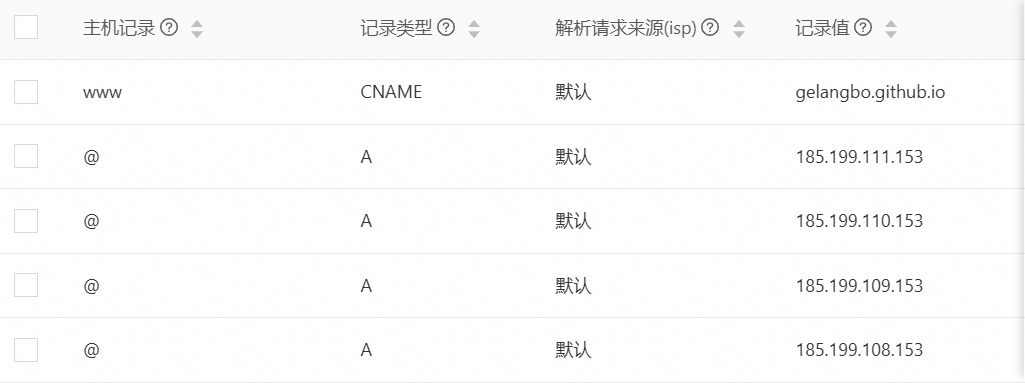 主机记录 记录类型 解析请求来源(isp) 记录值
www CNAME 默认 gelangbo.github.io
@ A 默认 185.199.111.153
@ A 默认 185.199.110.153
@ A 默认 185.199.109.153
@ A 默认 185.199.108.153